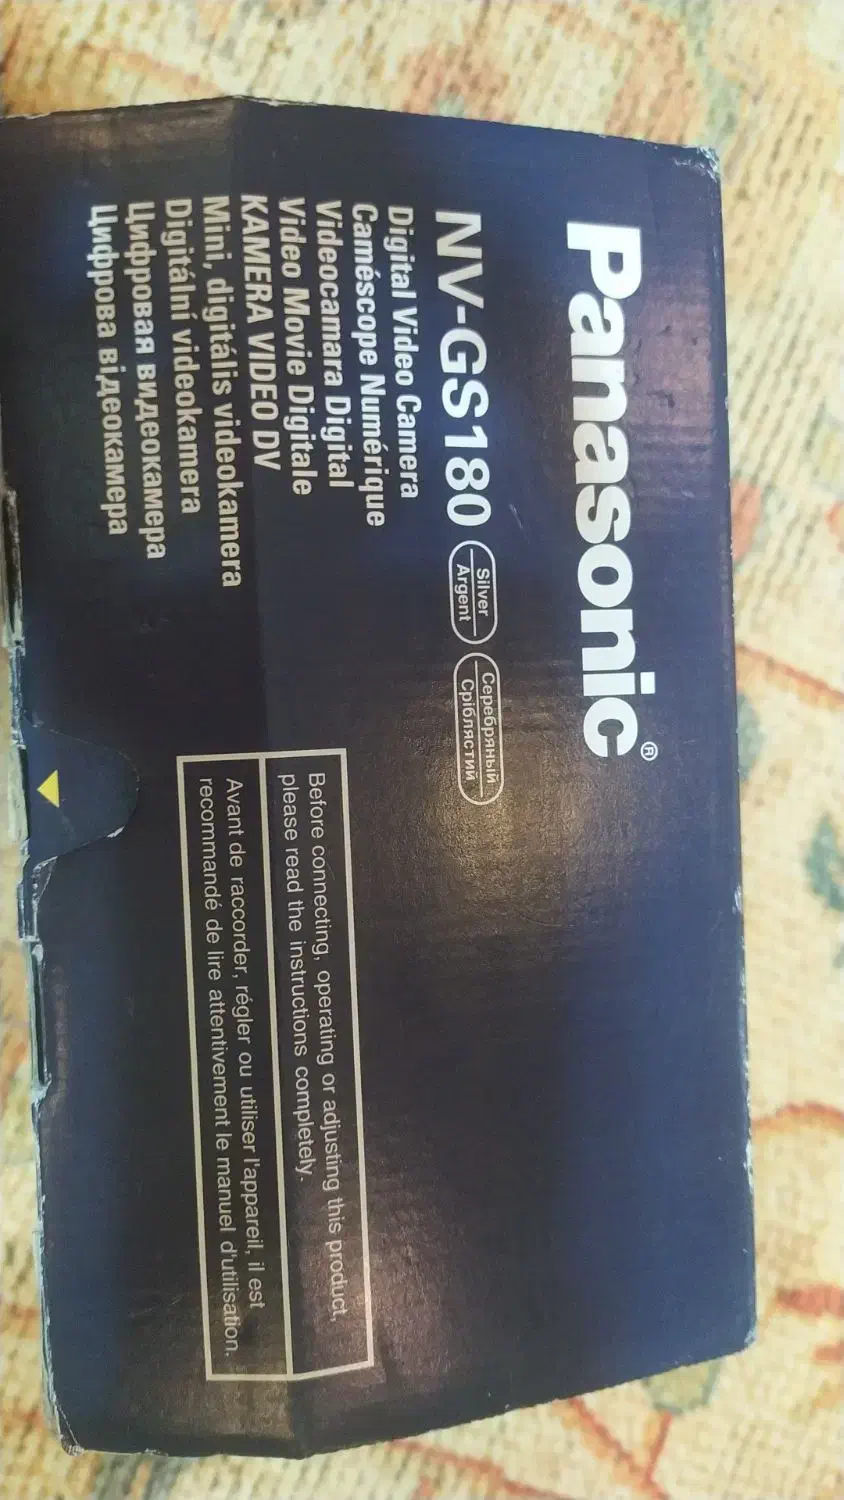 Panasonic®
NV-GS180
Silver
Argent
Серебряный
Сріблястий
Digital Video Camera
Caméscope Numérique
Videocamara Digital
Video Movie Digitale
KAMERA VIDEO DV
Mini, digitális videokamera
Digitální videokamera
Цифровая видеокамера
Цифрова відеокамера
Before connecting, operating or adjusting this product,
please read the instructions completely.
Avant de raccorder, régler ou utiliser l'appareil, il est
recommandé de lire attentivement le manuel d'utilisation.